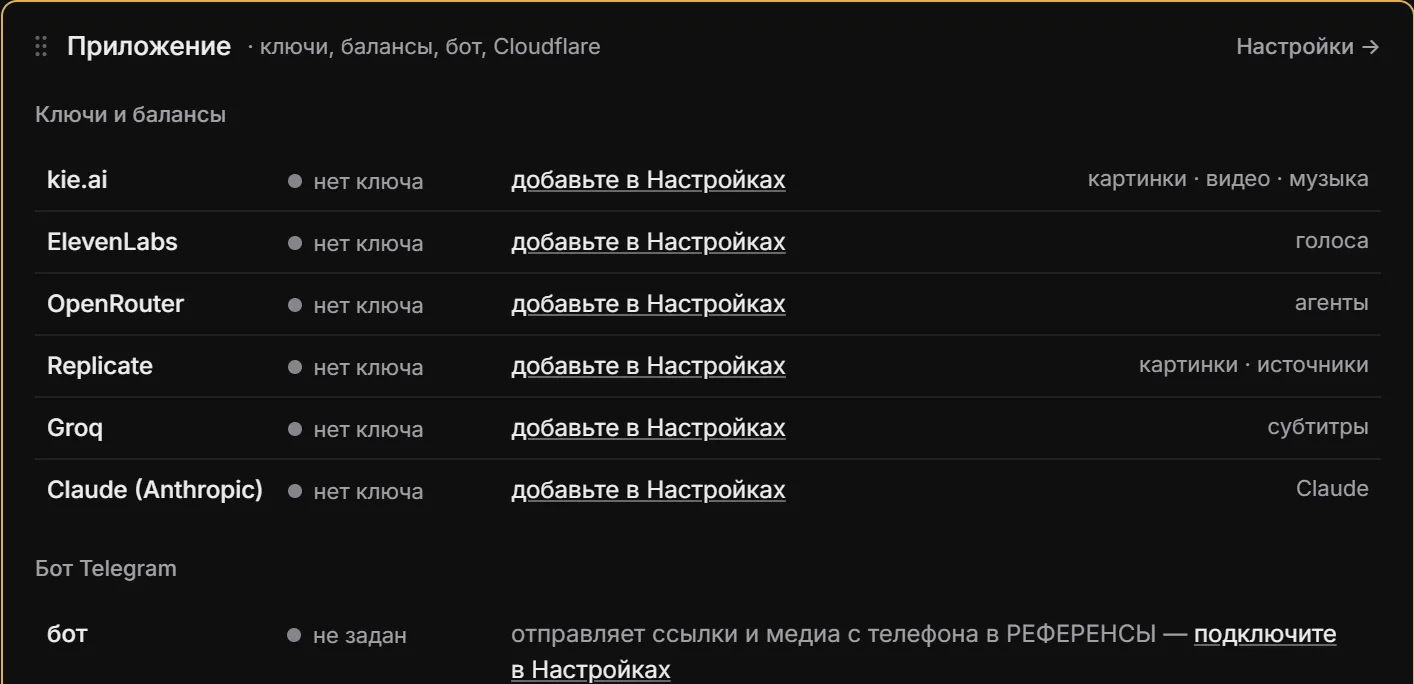 Приложение · ключи, балансы, бот, Cloudflare Настройки →
Ключи и балансы
kie.ai нет ключа добавьте в Настройках картинки · видео · музыка
ElevenLabs нет ключа добавьте в Настройках голоса
OpenRouter нет ключа добавьте в Настройках агенты
Replicate нет ключа добавьте в Настройках картинки · источники
Groq нет ключа добавьте в Настройках субтитры
Claude (Anthropic) нет ключа добавьте в Настройках Claude
Бот Telegram
бот не задан отправляет ссылки и медиа с телефона в РЕФЕРЕНСЫ — подключите
в Настройках